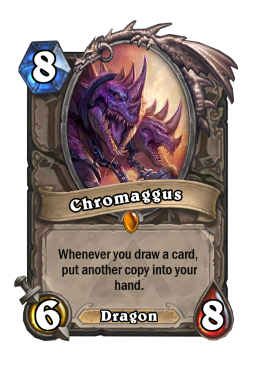 8
Chromaggus
Whenever you draw a card,
put another copy into your
hand.
6
Dragon
8